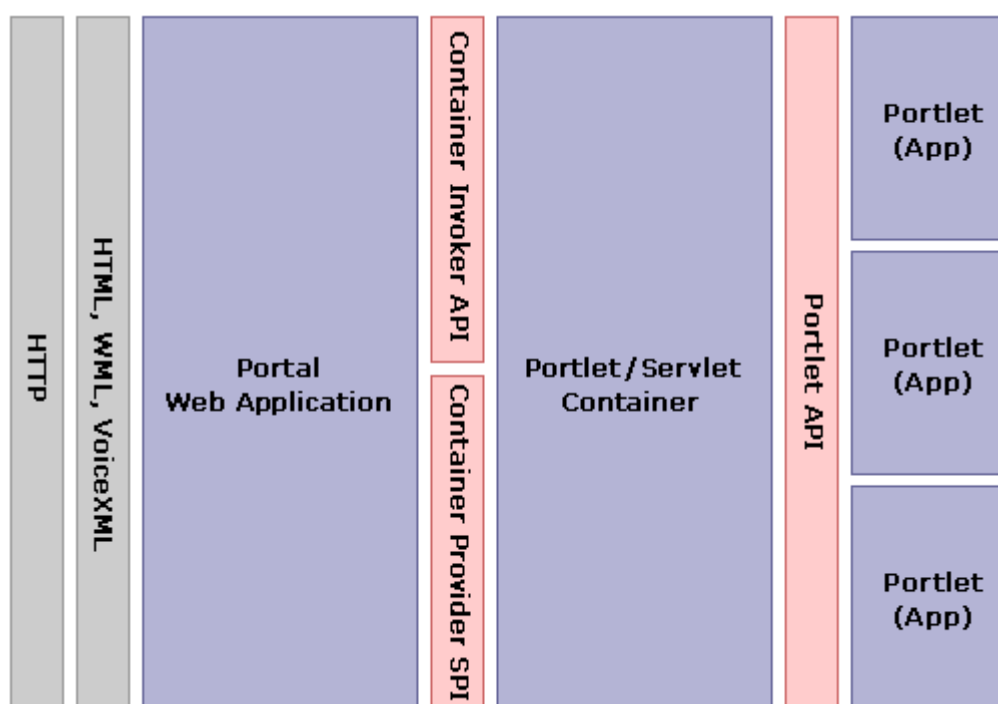 HTTP
HTML, WML, VoiceXML
Portal
Web Application
Container Invoker API
Container Provider SPI
Portlet/Servlet
Container
Portlet API
Portlet
(App)
Portlet
(App)
Portlet
(App)